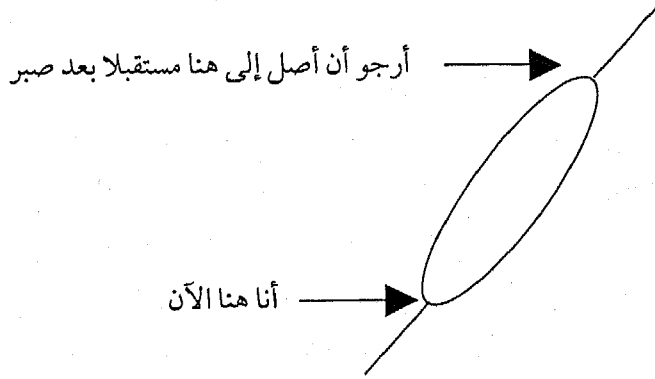 أرجو أن أصل إلى هنا مستقبلا بعد صبر
أنا هنا الآن